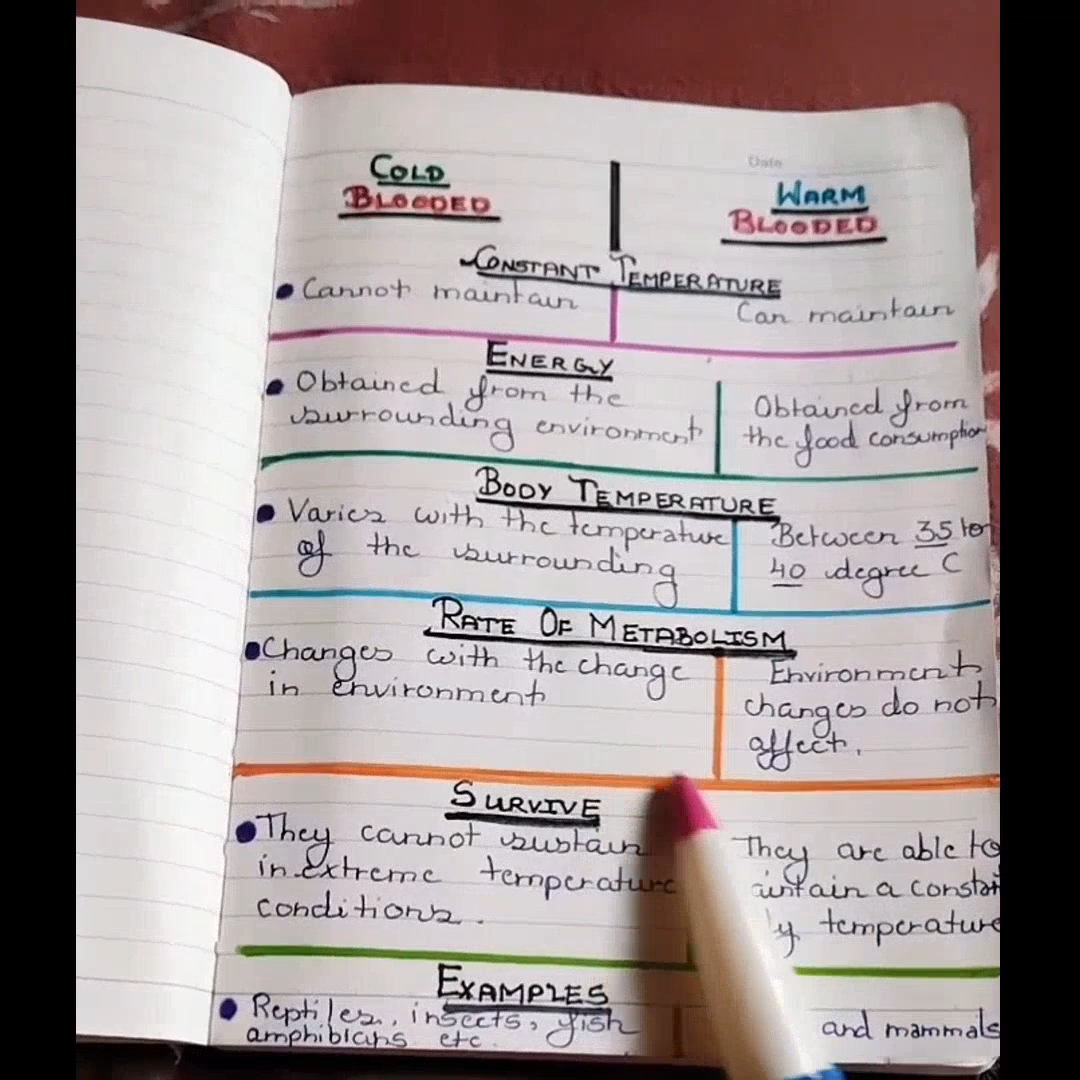 Date
COLD
BLOODED
WARM
BLOODED
CONSTANT TEMPERATURE
Cannot maintain
Can maintain
ENERGY
Obtained from the
surrounding environment
Obtained from
the food consumption
BODY TEMPERATURE
Varies with the temperature
of the surrounding
Between 35 to
40 degree C
RATE OF METABOLISM
Changes with the change
in environment
Environment
changes do not
affect.
SURVIVE
They cannot sustain
in extreme temperature
conditions.
They are able to
aintain a constan
y temperature
EXAMPLES
Reptiles, insects, fish
amphibians etc.
and mammals